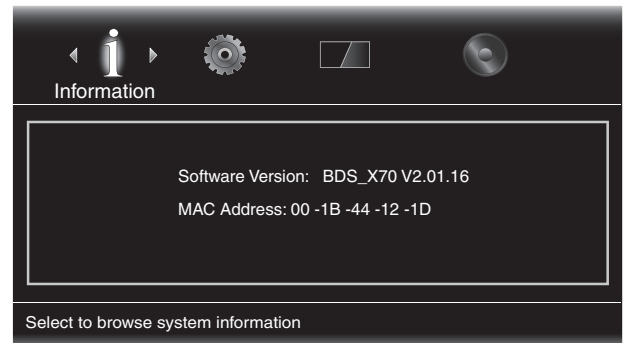 Information
Software Version: BDS_X70 V2.01.16
MAC Address: 00 -1B -44 -12 -1D
Select to browse system information